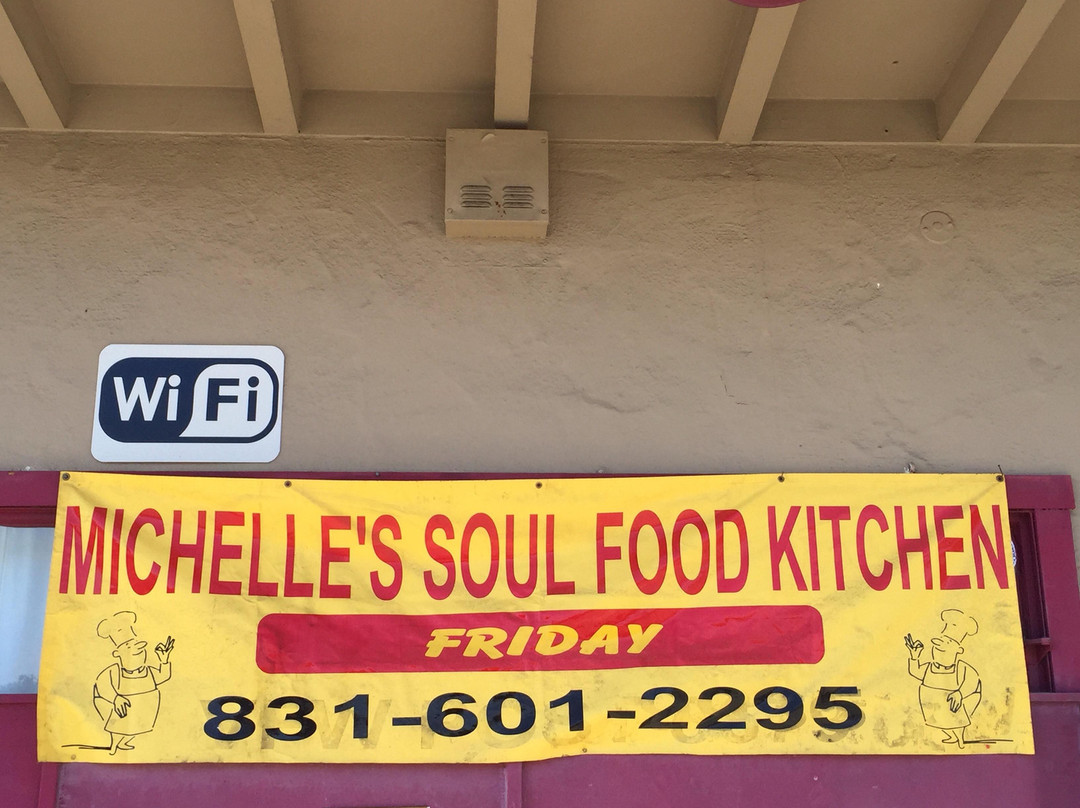 WiFi
MICHELLE'S SOUL FOOD KITCHEN
FRIDAY
831-601-2295